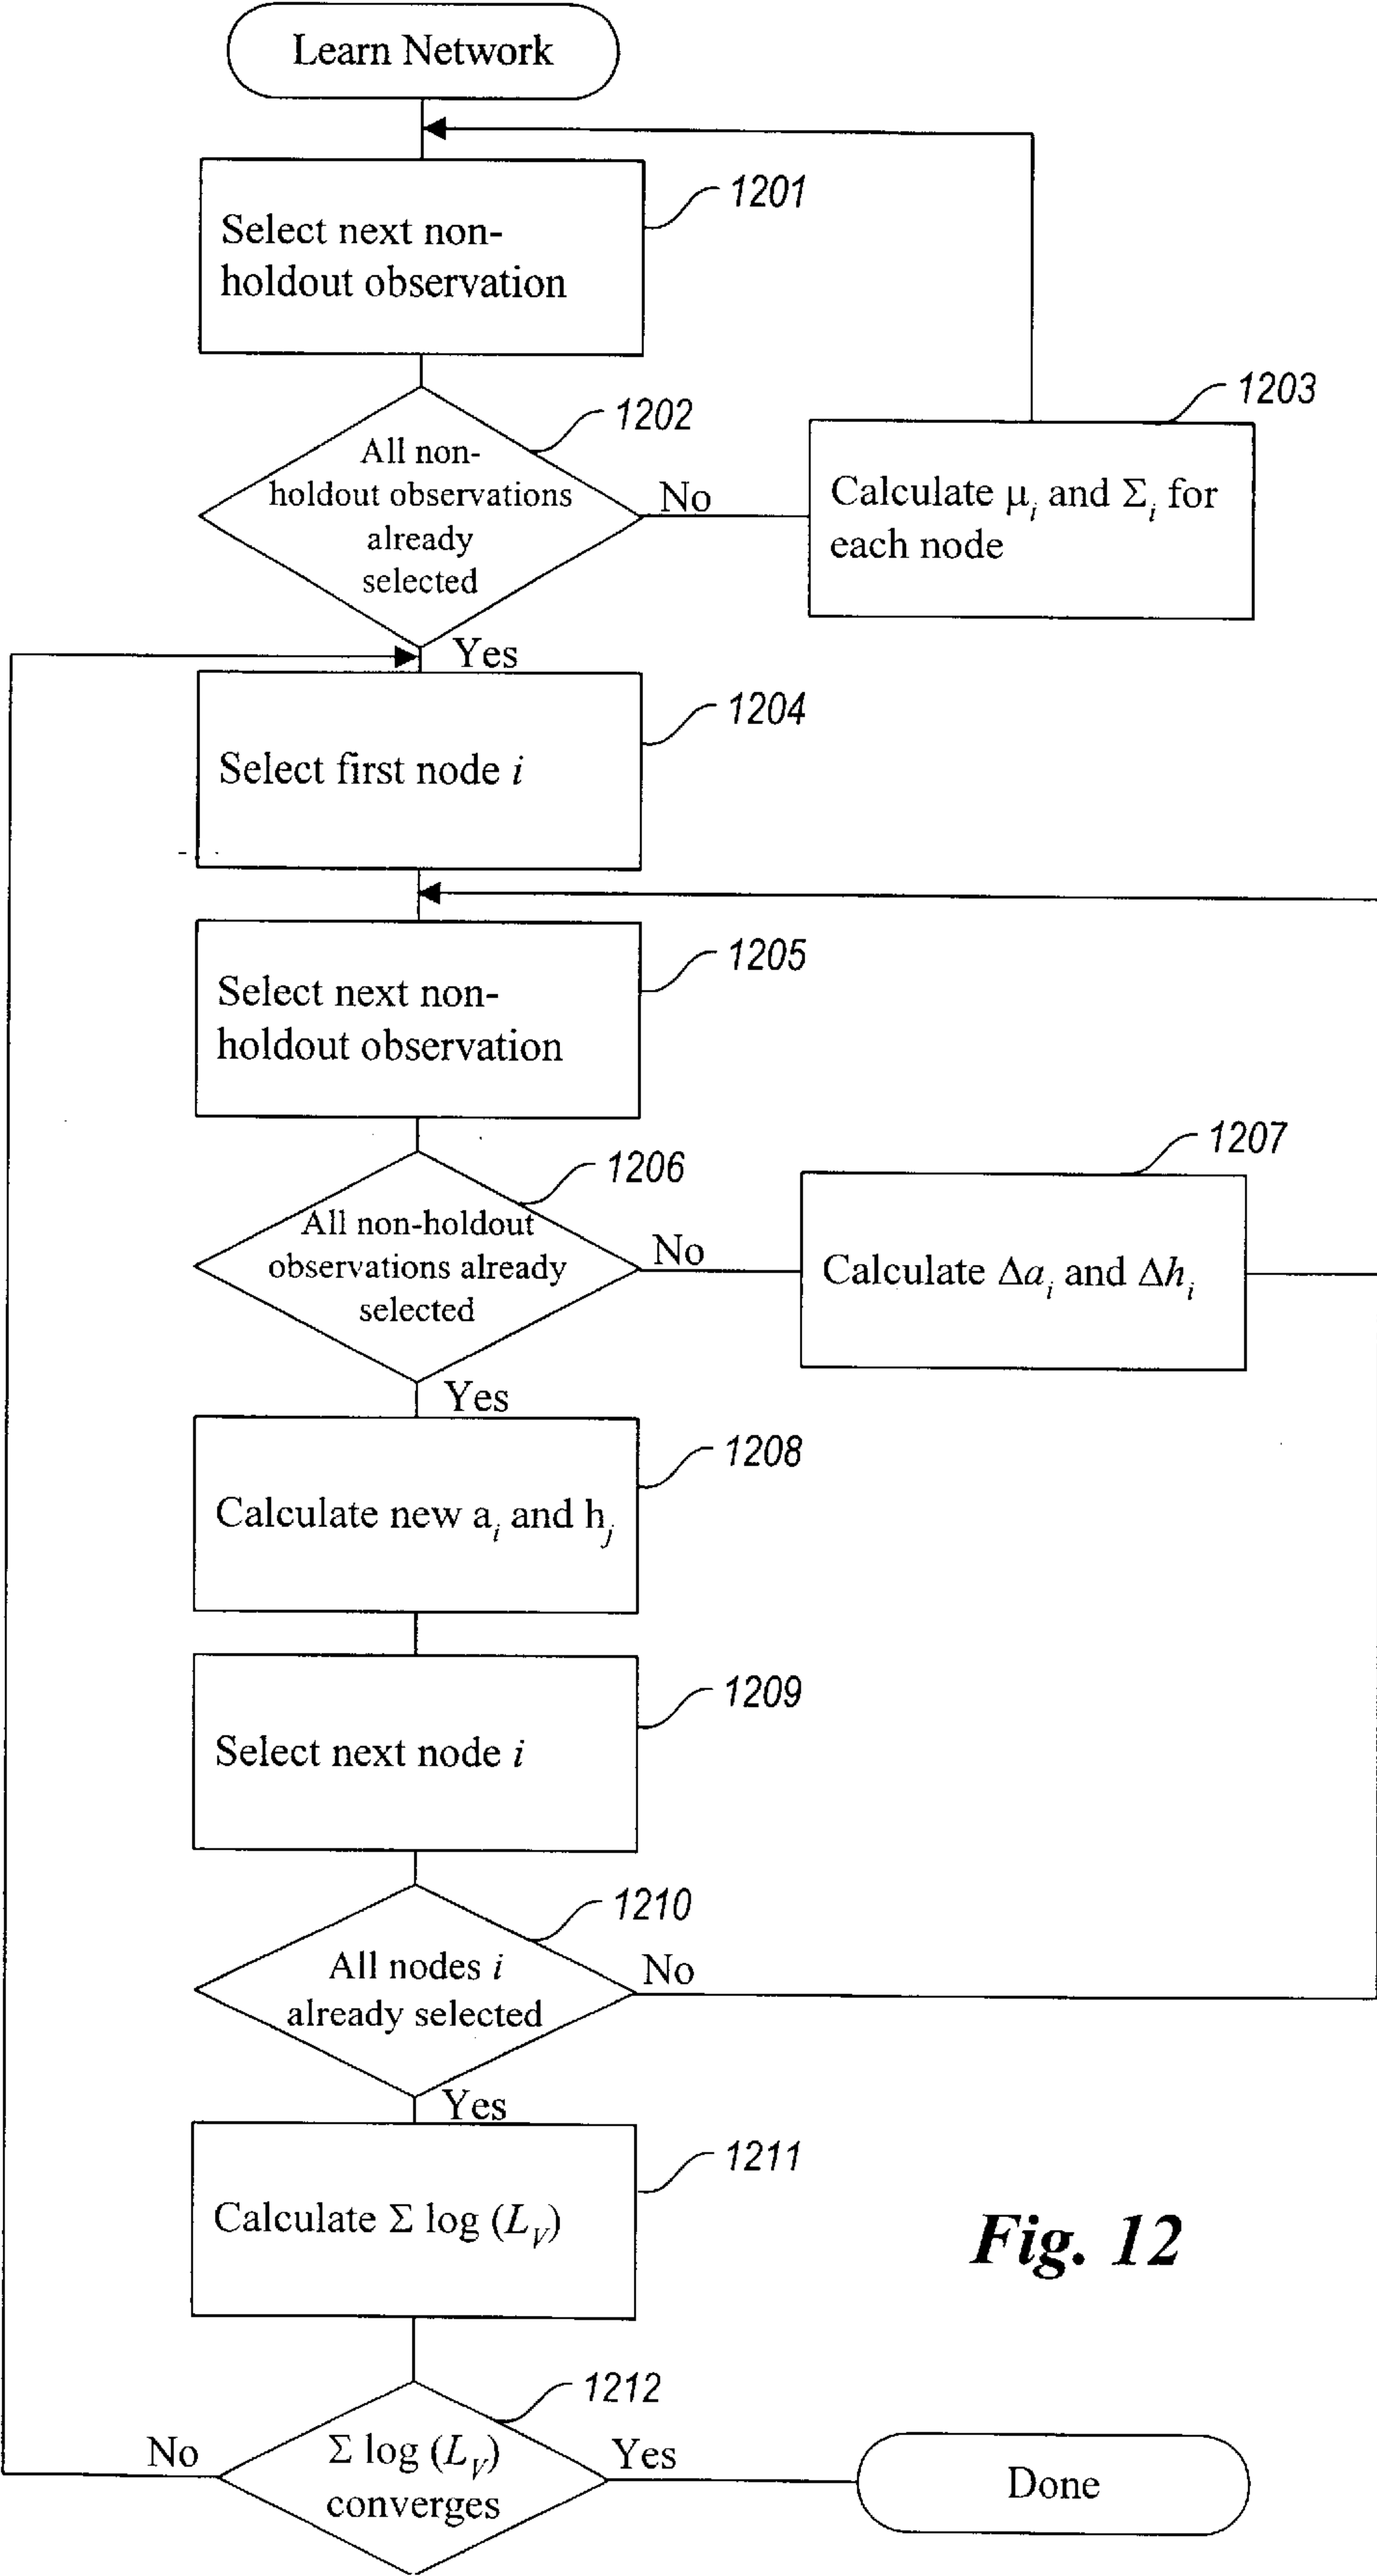 Learn Network
1201
Select next non-
holdout observation
1202
All non-
holdout observations
already
selected
No
1203
Calculate μi and Σi for
each node
Yes
1204
Select first node i
1205
Select next non-
holdout observation
1206
All non-holdout
observations already
selected
No
1207
Calculate Δai and Δhi
Yes
1208
Calculate new ai and hj
1209
Select next node i
1210
All nodes i
already selected
No
Yes
1211
Calculate Σ log (LV)
Fig. 12
1212
Σ log (LV)
converges
No
Yes
Done